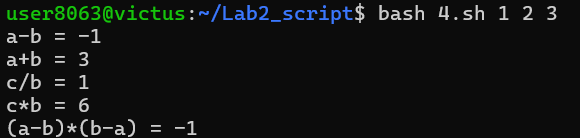 user8063@victus:~/Lab2_script$ bash 4.sh 1 2 3
a-b = -1
a+b = 3
c/b = 1
c*b = 6
(a-b)*(b-a) = -1